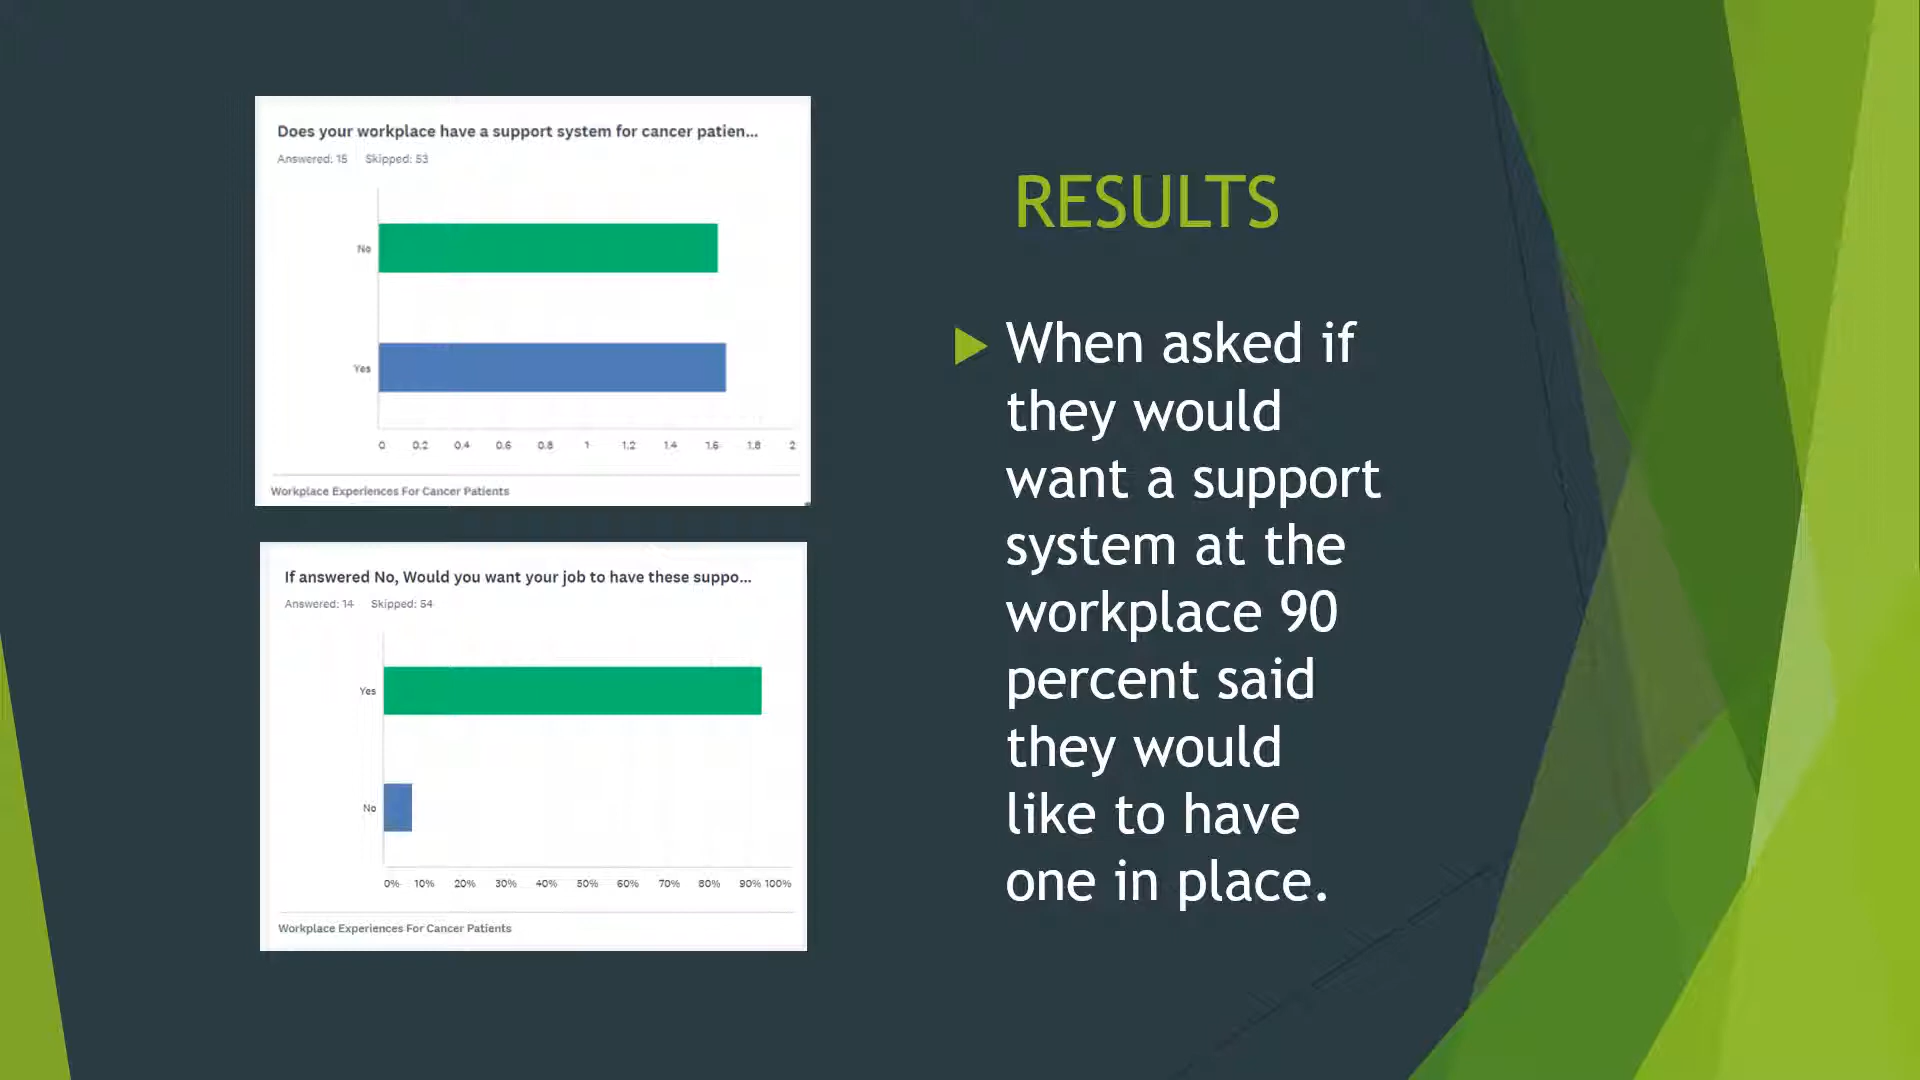 Does your workplace have a support system for cancer patien...
Answered: 15 Skipped: 53
No
Yes
0 0.2 0.4 0.6 0.8 1 1.2 1.4 1.6 1.8 2
Workplace Experiences For Cancer Patients
If answered No, Would you want your job to have these suppo...
Answered: 14 Skipped: 54
Yes
No
0% 10% 20% 30% 40% 50% 60% 70% 80% 90% 100%
Workplace Experiences For Cancer Patients
RESULTS
When asked if
they would
want a support
system at the
workplace 90
percent said
they would
like to have
one in place.